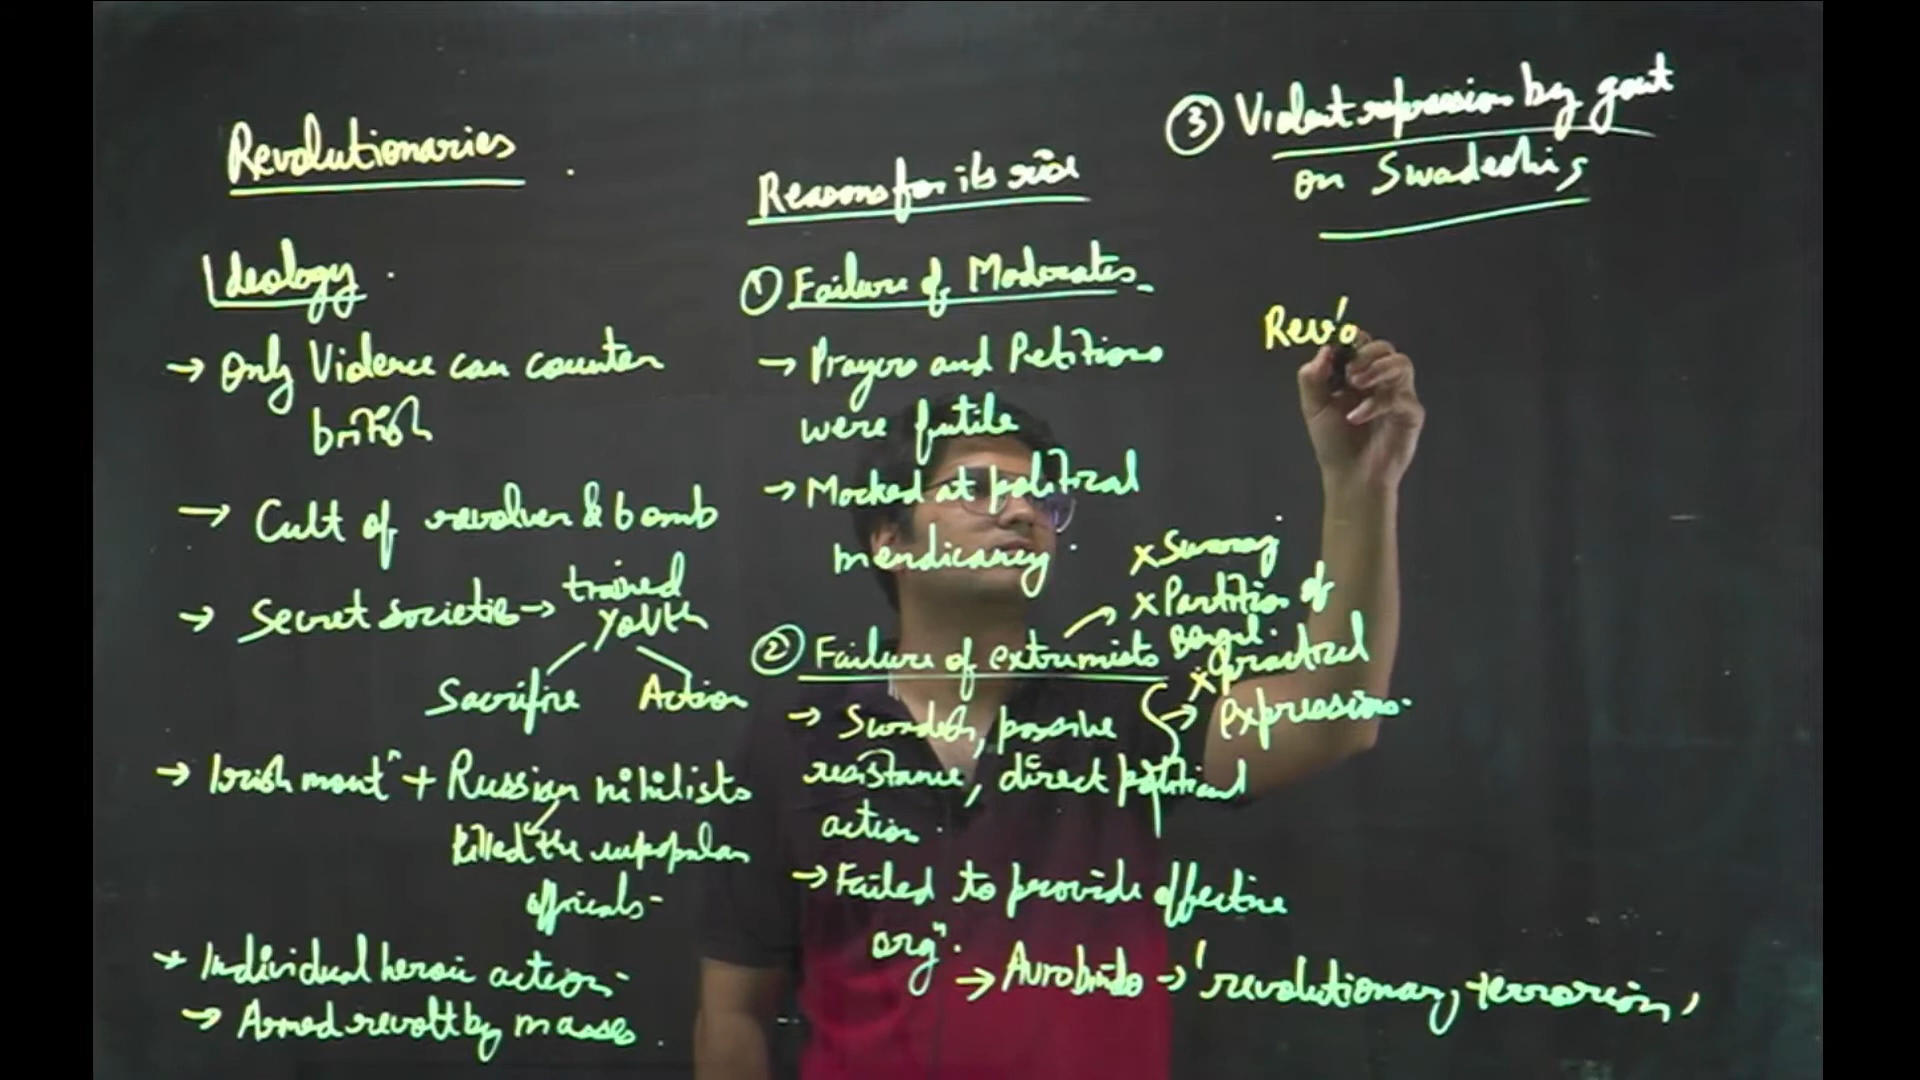 Revolutionaries
Ideology
→ Only Violence can counter
british
→ Cult of revolver & bomb
→ Secret societies → trained
youth
Sacrifice Action
→ Irish movt^n + Russian nihilists
killed the unpopular
officials-
→ Individual heroic action-
→ Armed revolt by masses
Reasons for its rise
① Failure of Moderates
→ Prayers and Petitions
were futile
→ Mocked at political
mendicancy.
② Failure of extremists
x Swaraj
x Partition of
Bengal.
x practical
→ expressions.
→ Swadeshi, passive
resistance, direct political
action.
→ Failed to provide effective
org^n.
→ Aurobindo → 'revolutionary terrorism'
③ Violent repression by govt
on Swadeshis
Rev'o